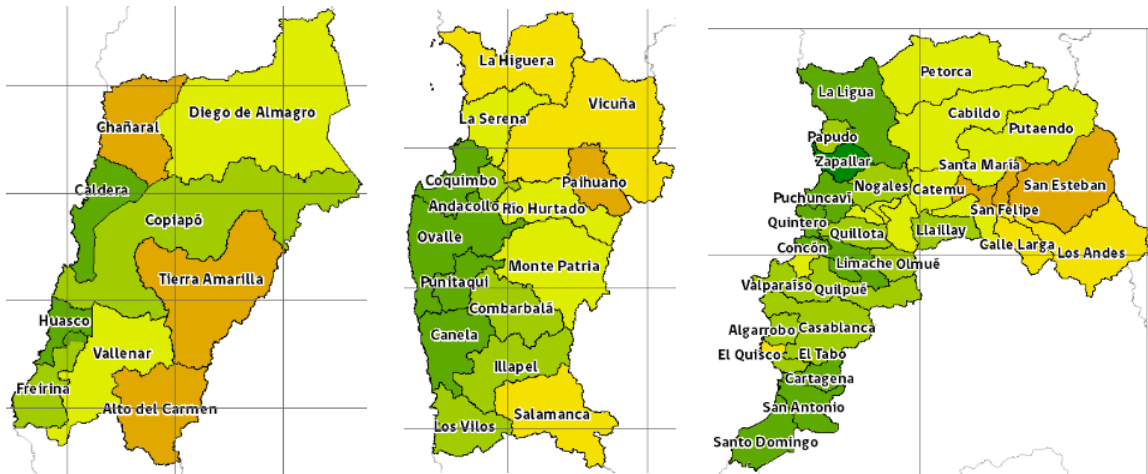 Diego de Almagro
Chañaral
Caldera
Copiapó
Tierra Amarilla
Huasco
Vallenar
Freirina
Alto del Carmen
La Higuera
Vicuña
La Serena
Paihuano
Coquimbo
Andacollo
Río Hurtado
Ovalle
Monte Patria
Punitaqui
Combarbalá
Canela
Illapel
Salamanca
Los Vilos
Petorca
La Ligua
Cabildo
Papudo
Putaendo
Zapallar
Santa María
Nogales
Catemu
San Esteban
Puchuncaví
San Felipe
Quintero
Quillota
Llaillay
Calle Larga
Los Andes
Concón
Limache
Olmué
Valparaíso
Quilpué
Algarrobo
Casablanca
El Quisco
El Tabo
Cartagena
San Antonio
Santo Domingo